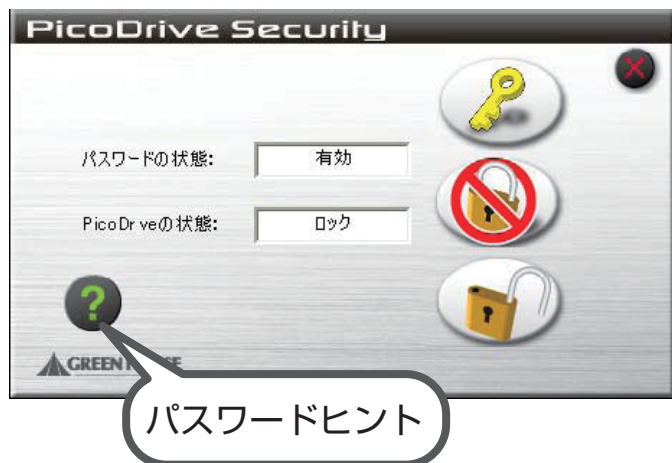 PicoDrive Security
パスワードの状態: 有効
PicoDr veの状態: ロック
?
GREEN
パスワードヒント